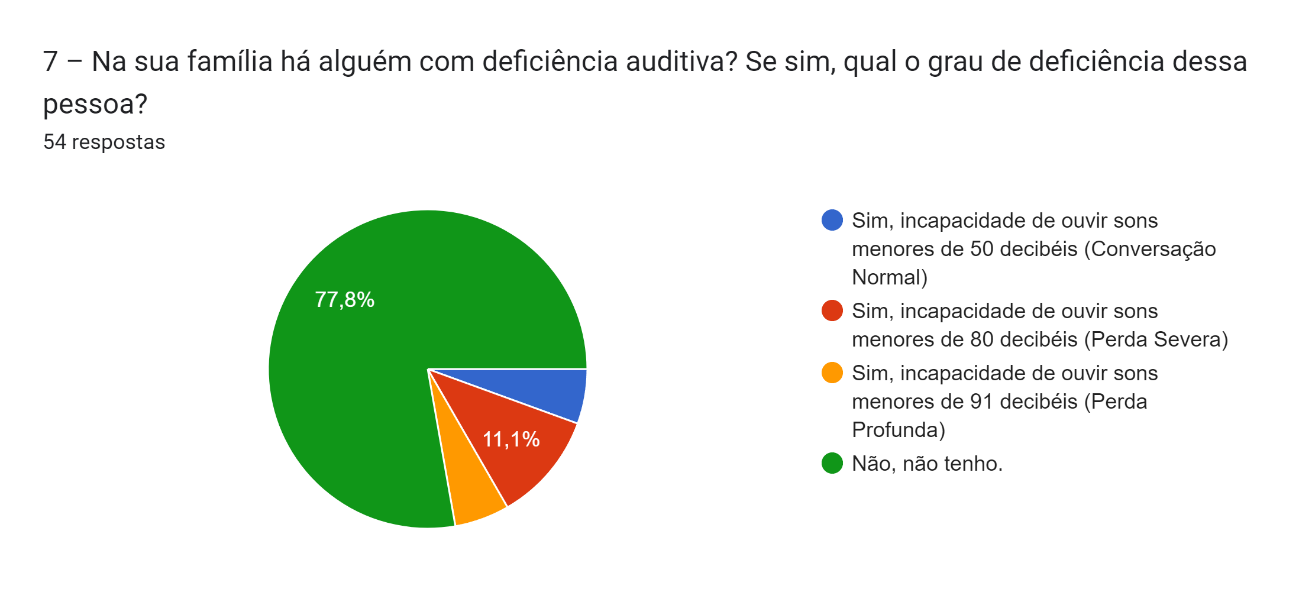 7 – Na sua família há alguém com deficiência auditiva? Se sim, qual o grau de deficiência dessa
pessoa?
54 respostas
77,8%
11,1%
Sim, incapacidade de ouvir sons
menores de 50 decibéis (Conversação
Normal)
Sim, incapacidade de ouvir sons
menores de 80 decibéis (Perda Severa)
Sim, incapacidade de ouvir sons
menores de 91 decibéis (Perda
Profunda)
Não, não tenho.